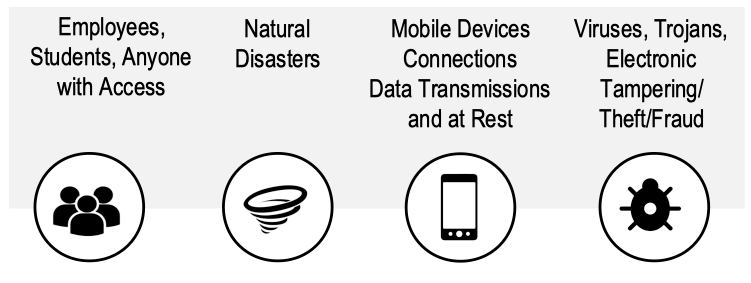 Employees,
Students, Anyone
with Access
Natural
Disasters
Mobile Devices
Connections
Data Transmissions
and at Rest
Viruses, Trojans,
Electronic
Tampering/
Theft/Fraud